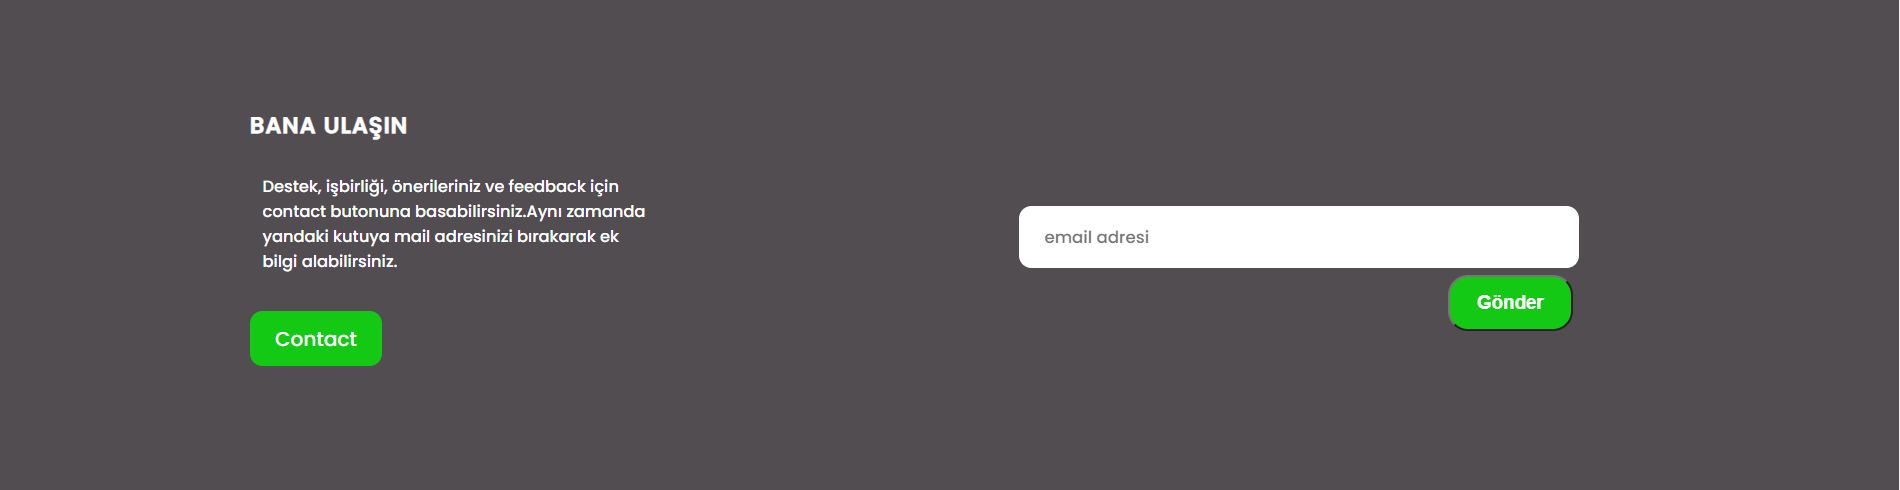 BANA ULAŞIN
Destek, işbirliği, önerileriniz ve feedback için
contact butonuna basabilirsiniz.Aynı zamanda
yandaki kutuya mail adresinizi bırakarak ek
bilgi alabilirsiniz.
Contact
email adresi
Gönder